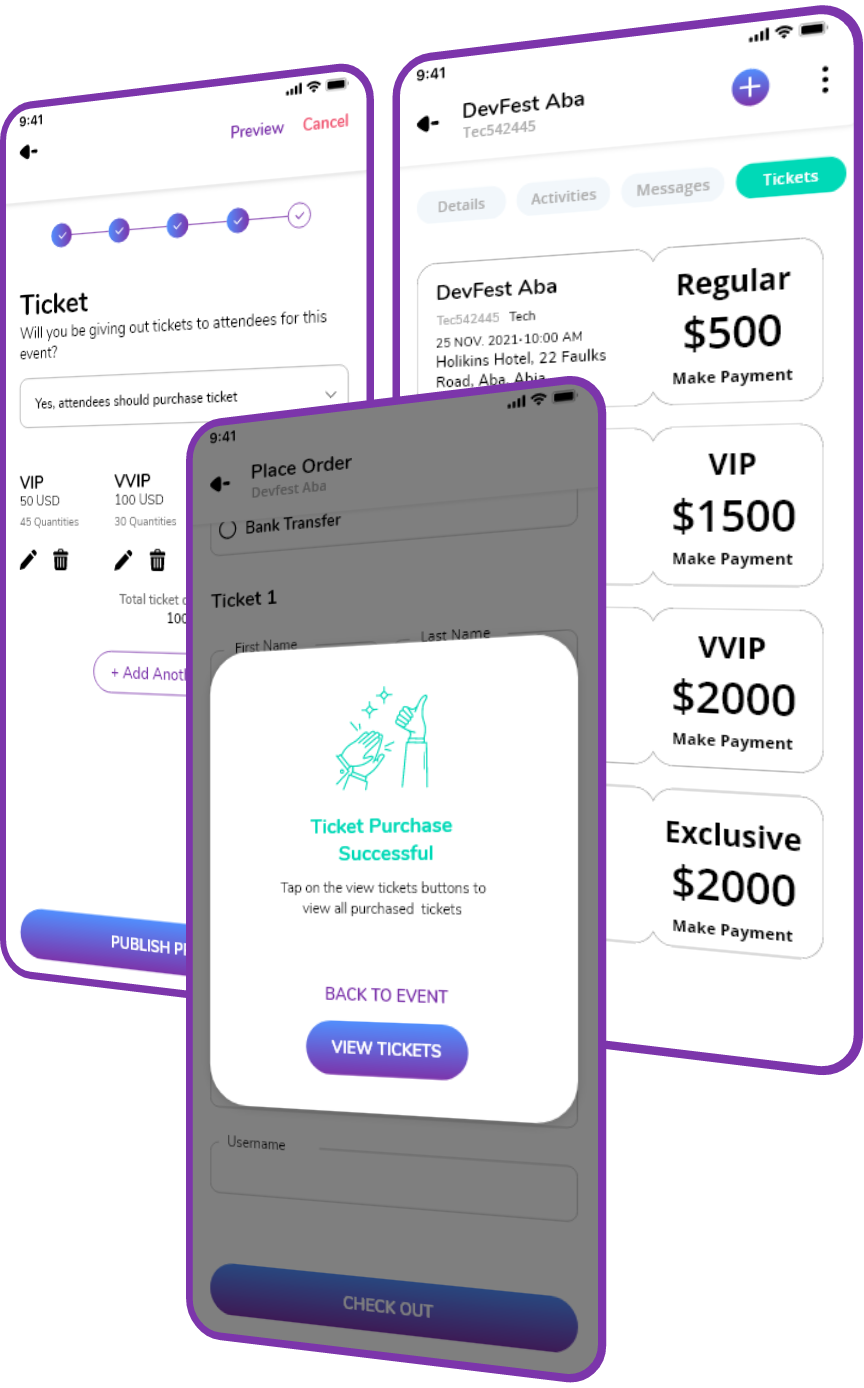 9:41
Preview Cancel
Ticket
Will you be giving out tickets to attendees for this
event?
Yes, attendees should purchase ticket
VIP
50 USD
45 Quantities
VVIP
100 USD
30 Quantities
Total ticket
100
+ Add
PUBLISH
9:41
DevFest Aba
Tec542445
Details Activities Messages Tickets
DevFest Aba
Tec542445 Tech
25 NOV. 2021-10:00 AM
Holikins Hotel, 22 Faulks
Road, Aba, Abia
Regular
$500
Make Payment
VIP
$1500
Make Payment
VVIP
$2000
Make Payment
Exclusive
$2000
Make Payment
9:41
Place Order
Devfest Aba
Bank Transfer
Ticket 1
First Name Last Name
Ticket Purchase
Successful
Tap on the view tickets buttons to
view all purchased tickets
BACK TO EVENT
VIEW TICKETS
Username
CHECK OUT